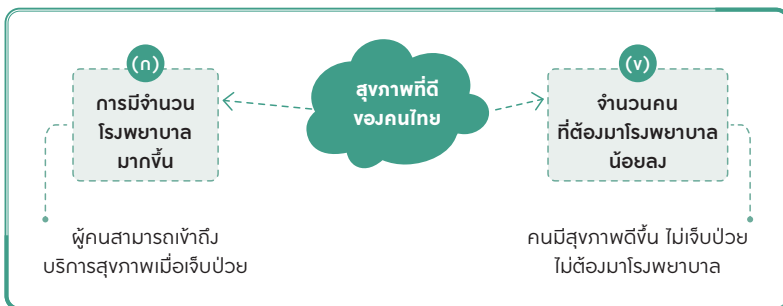 สุขภาพที่ดี
ของคนไทย
(ก)
การมีจำนวน
โรงพยาบาล
มากขึ้น
ผู้คนสามารถเข้าถึง
บริการสุขภาพเมื่อเจ็บป่วย
(ข)
จำนวนคน
ที่ต้องมาโรงพยาบาล
น้อยลง
คนมีสุขภาพดีขึ้น ไม่เจ็บป่วย
ไม่ต้องมาโรงพยาบาล